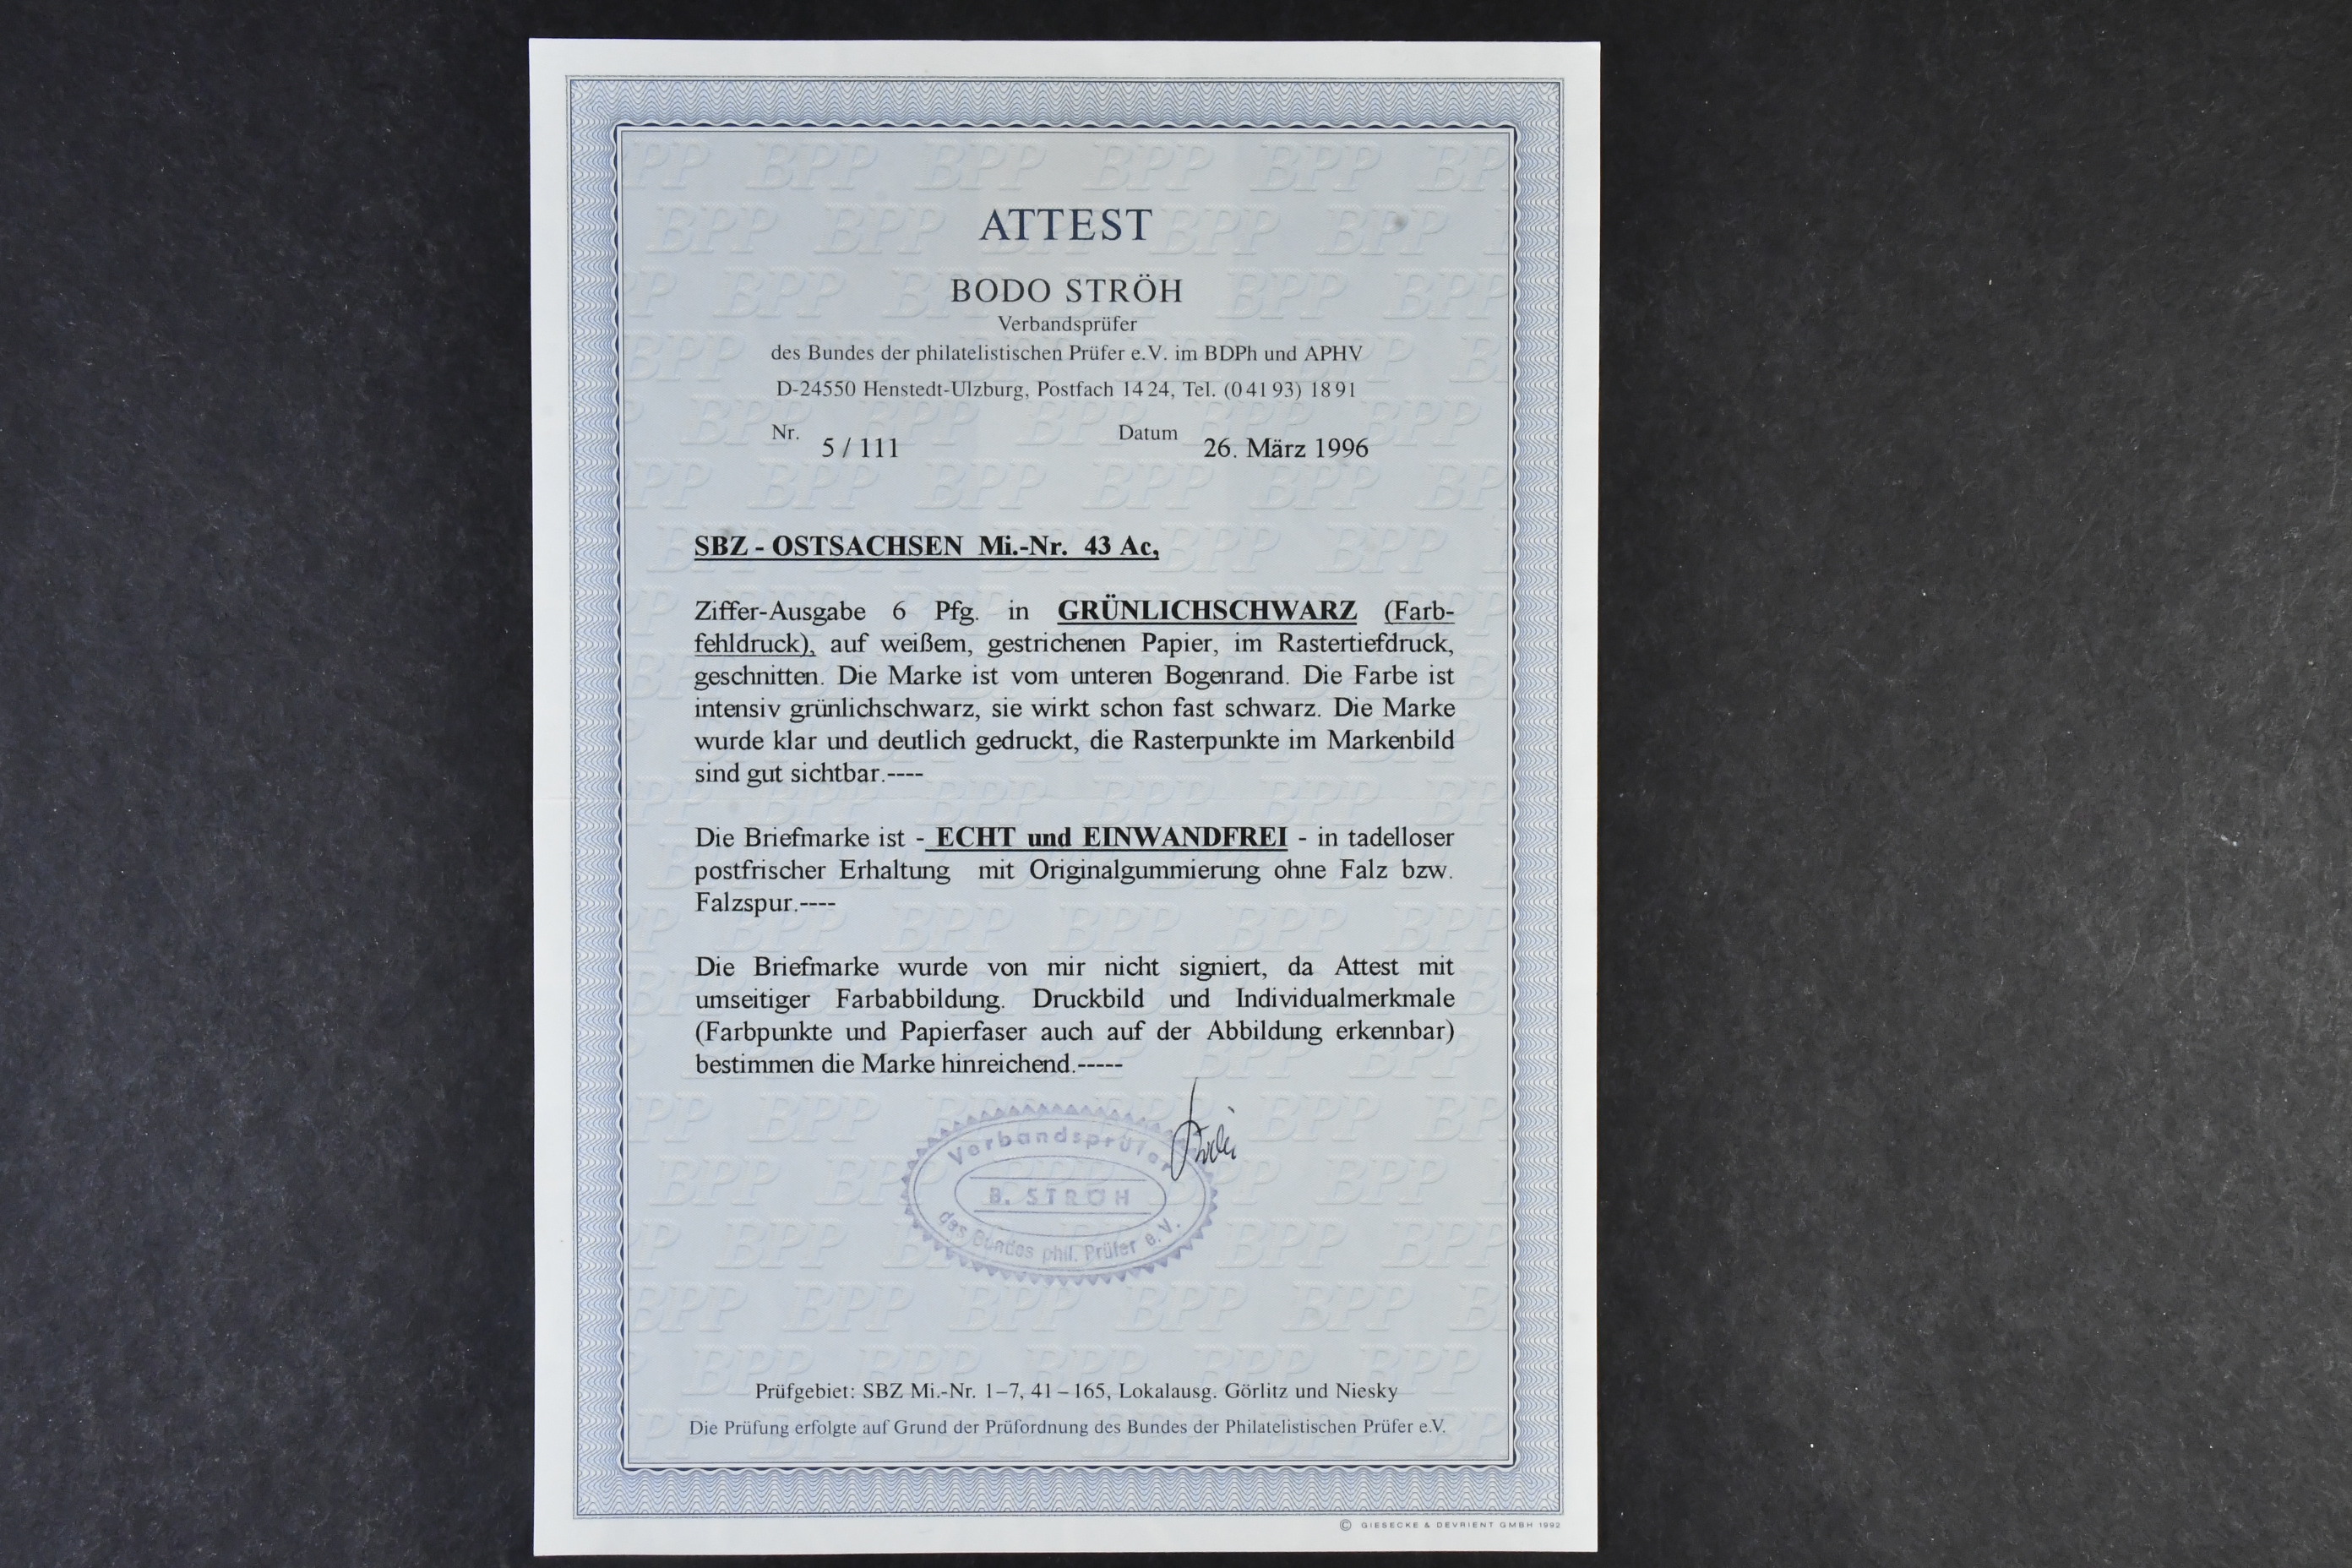 ATTEST
BODO STRÖH
Verbandsprüfer
des Bundes der philatelistischen Prüfer e.V. im BDPh und APHV
D-24550 Henstedt-Ulzburg, Postfach 14 24, Tel. (0 41 93) 18 91
Nr. 5 / 111 Datum 26. März 1996
SBZ - OSTSACHSEN Mi.-Nr. 43 Ac,
Ziffer-Ausgabe 6 Pfg. in GRÜNLICHSCHWARZ (Farb-
fehldruck), auf weißem, gestrichenen Papier, im Rastertiefdruck,
geschnitten. Die Marke ist vom unteren Bogenrand. Die Farbe ist
intensiv grünlichschwarz, sie wirkt schon fast schwarz. Die Marke
wurde klar und deutlich gedruckt, die Rasterpunkte im Markenbild
sind gut sichtbar.----
Die Briefmarke ist - ECHT und EINWANDFREI - in tadelloser
postfrischer Erhaltung mit Originalgummierung ohne Falz bzw.
Falzspur.----
Die Briefmarke wurde von mir nicht signiert, da Attest mit
umseitiger Farbabbildung. Druckbild und Individualmerkmale
(Farbpunkte und Papierfaser auch auf der Abbildung erkennbar)
bestimmen die Marke hinreichend.-----
Verbandsprüfer
B. STRÖH
des Bundes phil. Prüfer e.V.
Prüfgebiet: SBZ Mi.-Nr. 1–7, 41 – 165, Lokalausg. Görlitz und Niesky
Die Prüfung erfolgte auf Grund der Prüfordnung des Bundes der Philatelistischen Prüfer e.V.
© GIESECKE & DEVRIENT GMBH 1992